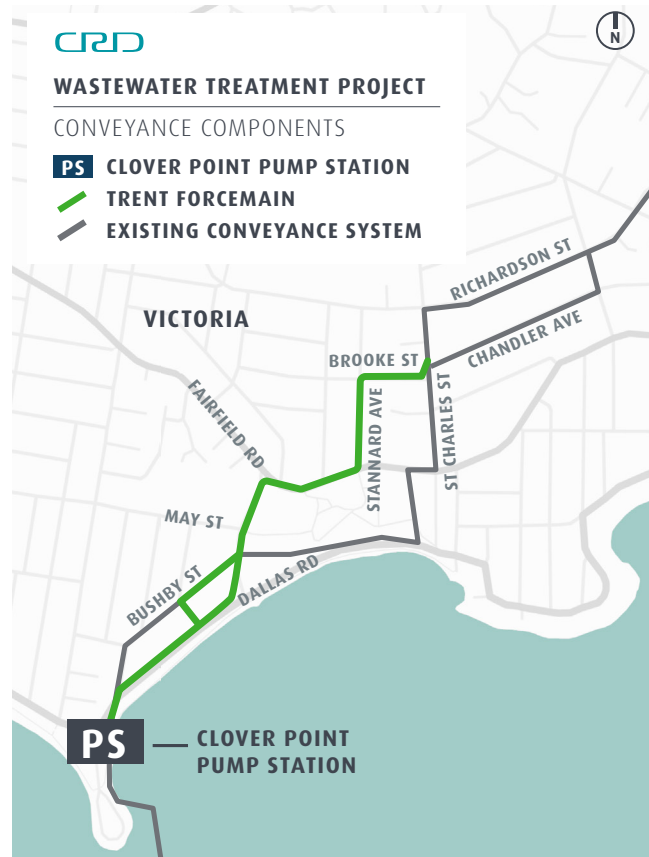 CRD
N
WASTEWATER TREATMENT PROJECT
CONVEYANCE COMPONENTS
PS CLOVER POINT PUMP STATION
TRENT FORCEMAIN
EXISTING CONVEYANCE SYSTEM
RICHARDSON ST
VICTORIA
CHANDLER AVE
BROOKE ST
FAIRFIELD RD
STANNARD AVE
ST CHARLES ST
MAY ST
BUSHBY ST
DALLAS RD
PS
CLOVER POINT
PUMP STATION